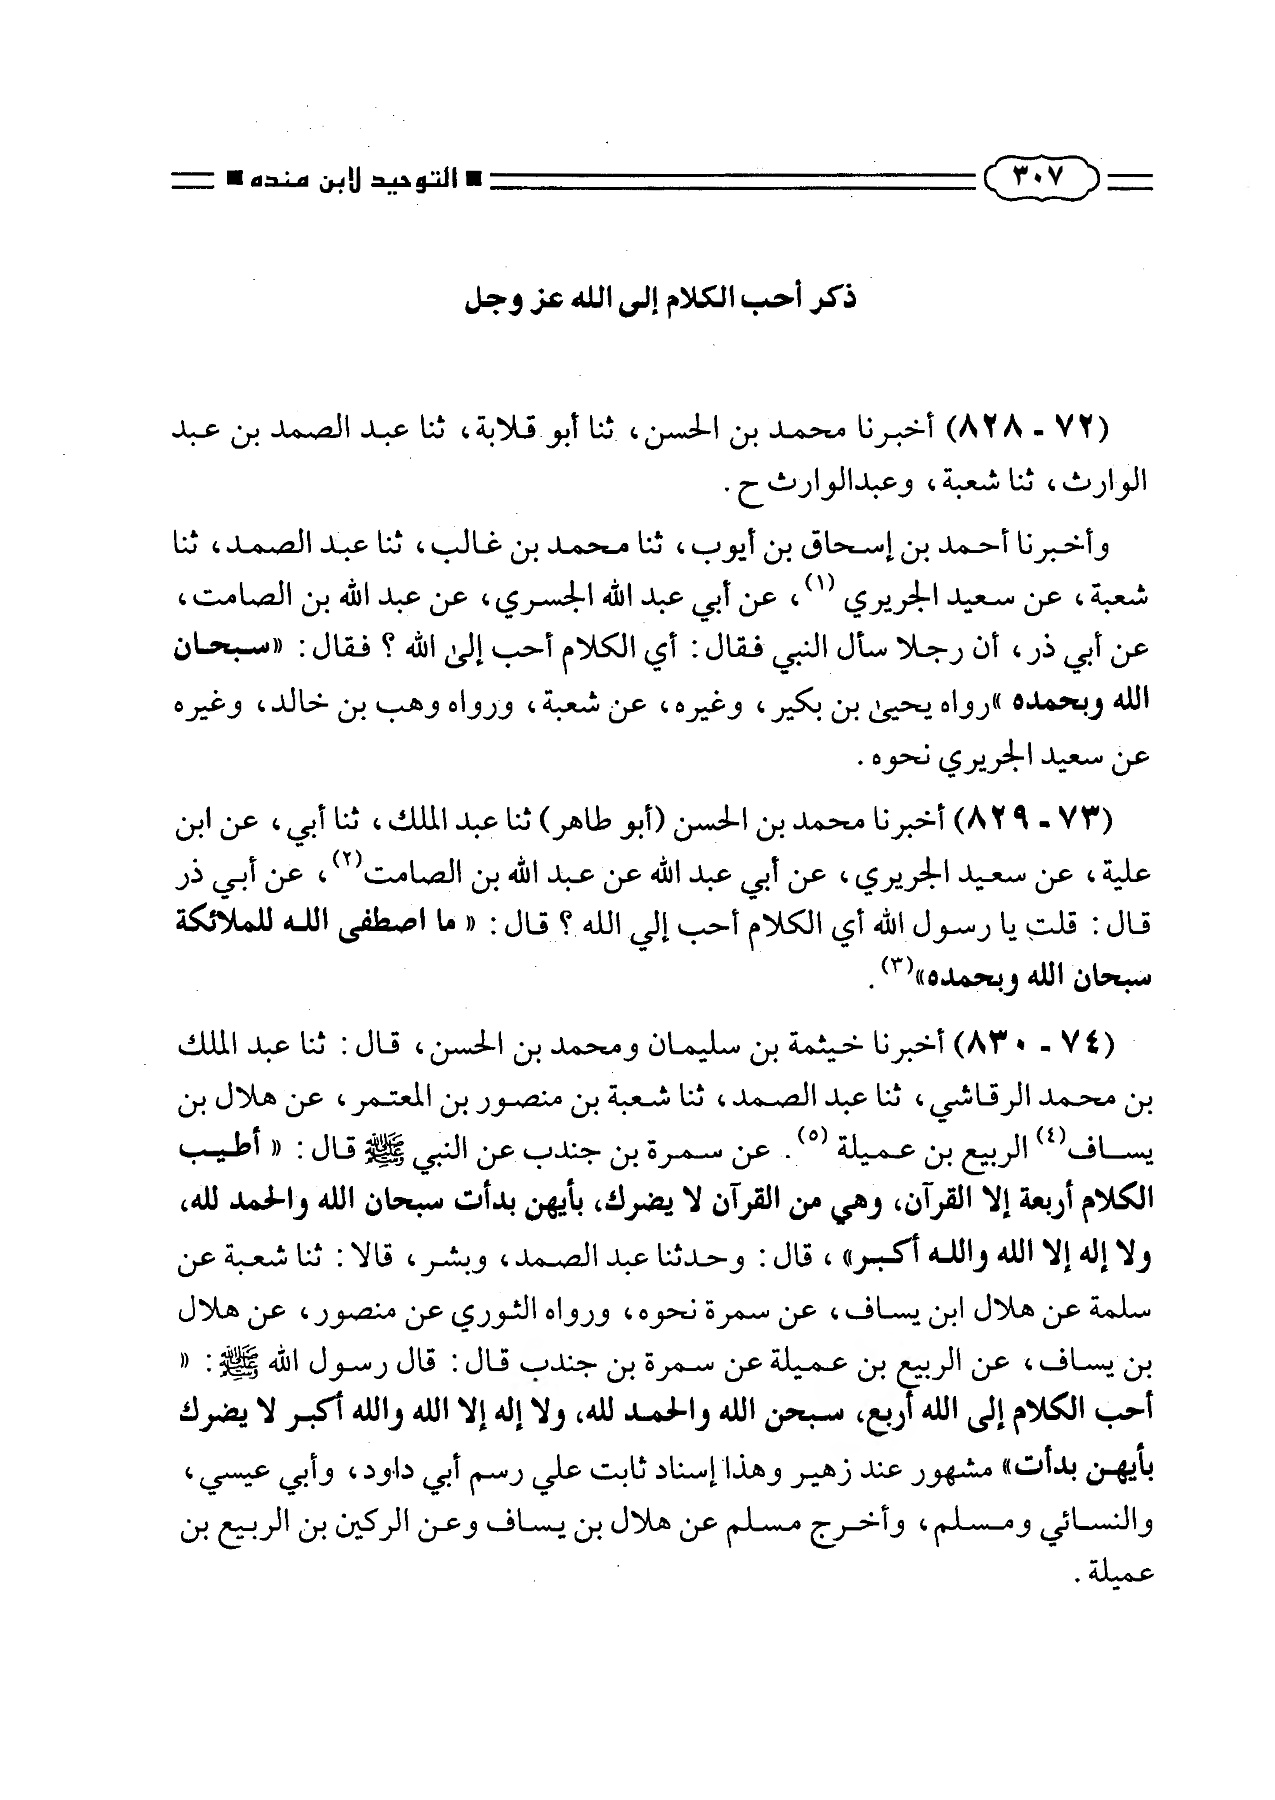 ٣٠٧ ■ التوحيد لابن منده ■
ذكر أحب الكلام إلى الله عز وجل
(٧٢ - ٨٢٨) أخبرنا محمد بن الحسن، ثنا أبو قلابة، ثنا عبد الصمد بن عبد
الوارث، ثنا شعبة، وعبدالوارث ح.
وأخبرنا أحمد بن إسحاق بن أيوب، ثنا محمد بن غالب، ثنا عبد الصمد، ثنا
شعبة، عن سعيد الجريري (١)، عن أبي عبد الله الجسري، عن عبد الله بن الصامت،
عن أبي ذر، أن رجلا سأل النبي فقال: أي الكلام أحب إلىٰ الله ؟ فقال: «سبحان
الله وبحمده »رواه يحيىٰ بن بكير، وغيره، عن شعبة، ورواه وهب بن خالد، وغيره
عن سعيد الجريري نحوه.
(٧٣ - ٨٢٩) أخبرنا محمد بن الحسن (أبو طاهر) ثنا عبد الملك، ثنا أبي، عن ابن
علية، عن سعيد الجريري، عن أبي عبد الله عن عبد الله بن الصامت(٢)، عن أبي ذر
قال: قلت يا رسول الله أي الكلام أحب إلي الله ؟ قال: « ما اصطفى الله للملائكة
سبحان الله وبحمده»(٣).
(٧٤ - ٨٣٠) أخبرنا خيثمة بن سليمان ومحمد بن الحسن، قال: ثنا عبد الملك
بن محمد الرقاشي، ثنا عبد الصمد، ثنا شعبة بن منصور بن المعتمر، عن هلال بن
يساف(٤) الربيع بن عميلة (٥). عن سمرة بن جندب عن النبي ﷺ قال: « أطيب
الكلام أربعة إلا القرآن، وهي من القرآن لا يضرك، بأيهن بدأت سبحان الله والحمد لله،
ولا إله إلا الله والله أكبر»، قال: وحدثنا عبد الصمد، وبشر، قالا: ثنا شعبة عن
سلمة عن هلال ابن يساف، عن سمرة نحوه، ورواه الثوري عن منصور، عن هلال
بن يساف، عن الربيع بن عميلة عن سمرة بن جندب قال: قال رسول الله ﷺ: «
أحب الكلام إلى الله أربع، سبحن الله والحمد لله، ولا إله إلا الله والله أكبر لا يضرك
بأيهن بدأت» مشهور عند زهير وهذا إسناد ثابت علي رسم أبي داود، وأبي عيسي،
والنسائي ومسلم، وأخرج مسلم عن هلال بن يساف وعن الركين بن الربيع بن
عميلة.